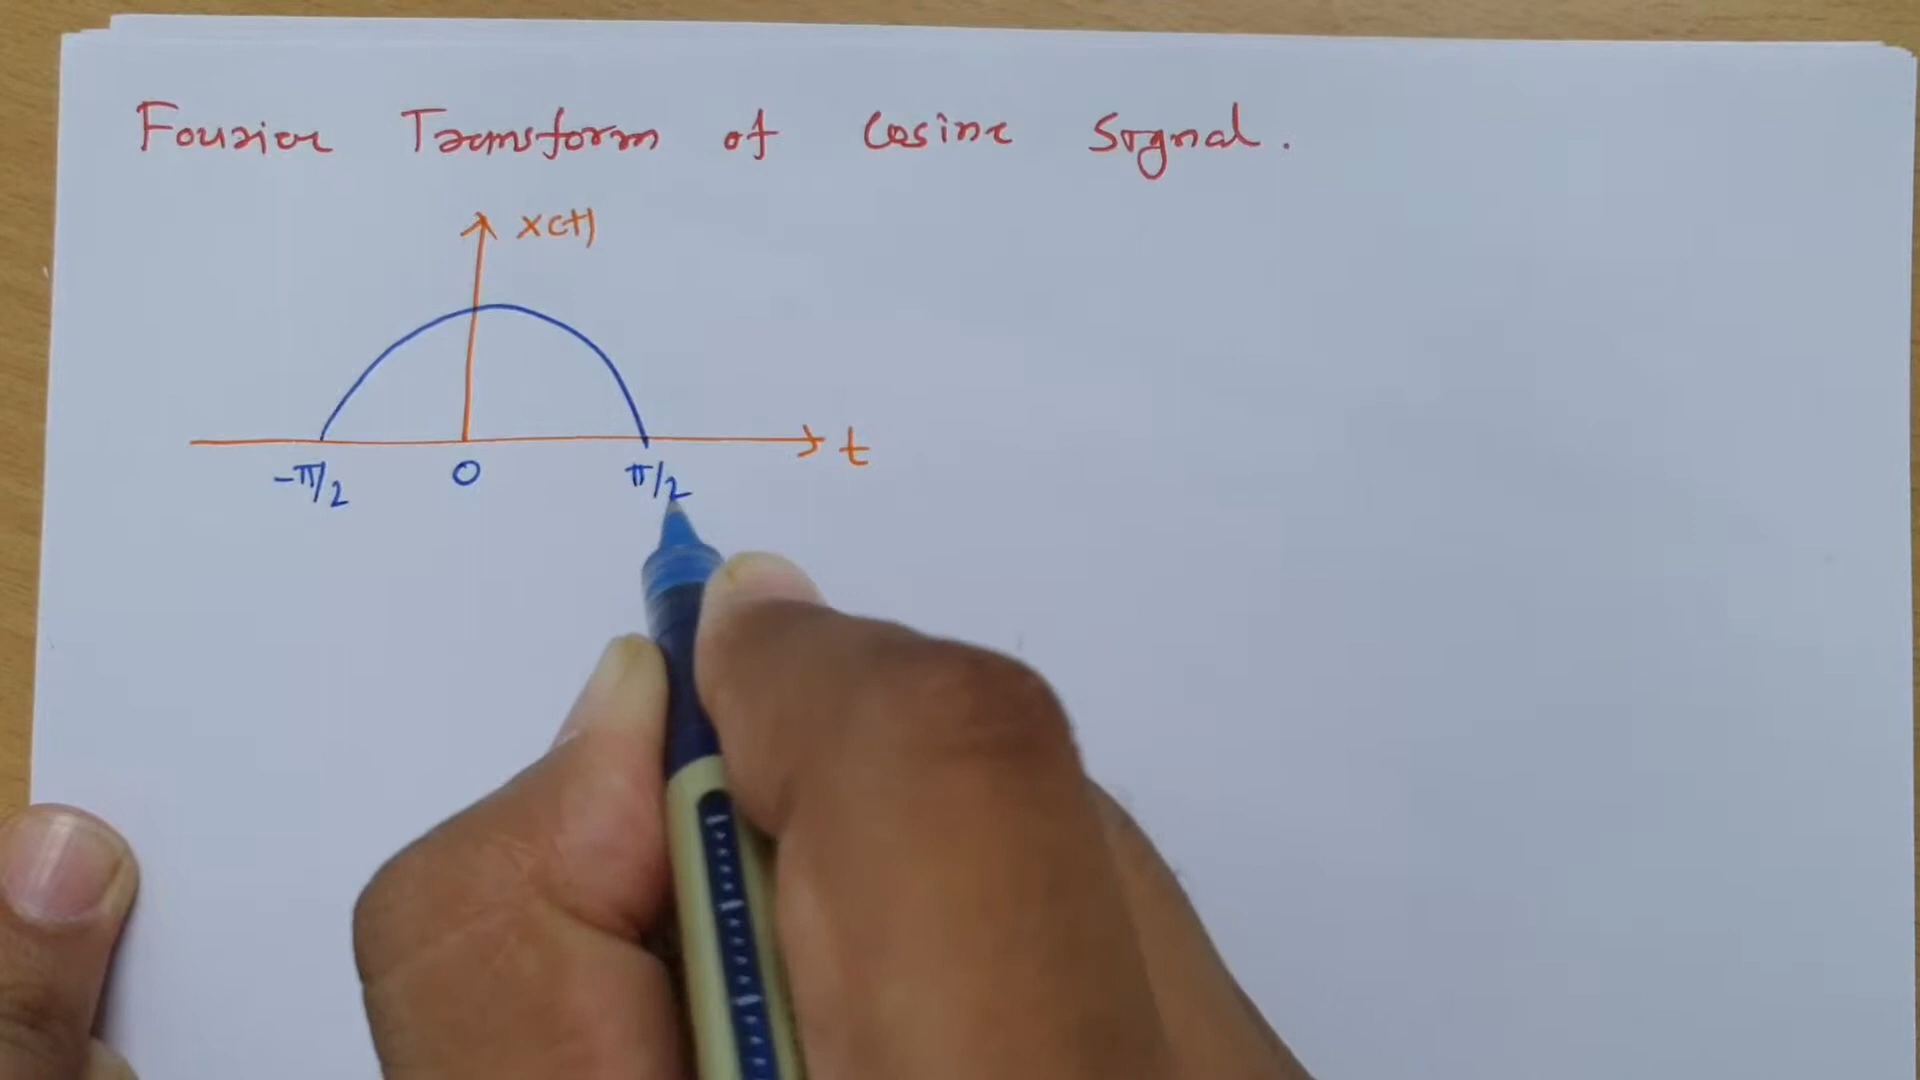 Fourier Transform of Cosine Signal.
x(t)
t
-π/2 0 π/2